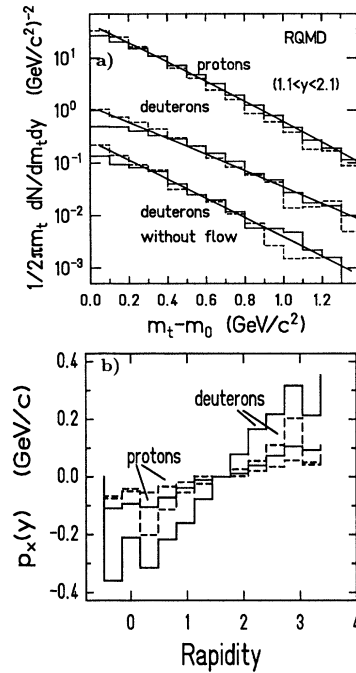 a)
RQMD
protons
(1.1<y<2.1)
deuterons
deuterons
without flow
1/2πmₜ dN/dmₜdy (GeV/c²)⁻²
10¹
10⁰
10⁻¹
10⁻²
10⁻³
0.0 0.2 0.4 0.6 0.8 1.0 1.2
mₜ−m₀ (GeV/c²)
b)
deuterons
protons
pₓ(y) (GeV/c)
0.4
0.2
0.0
-0.2
-0.4
0 1 2 3 4
Rapidity